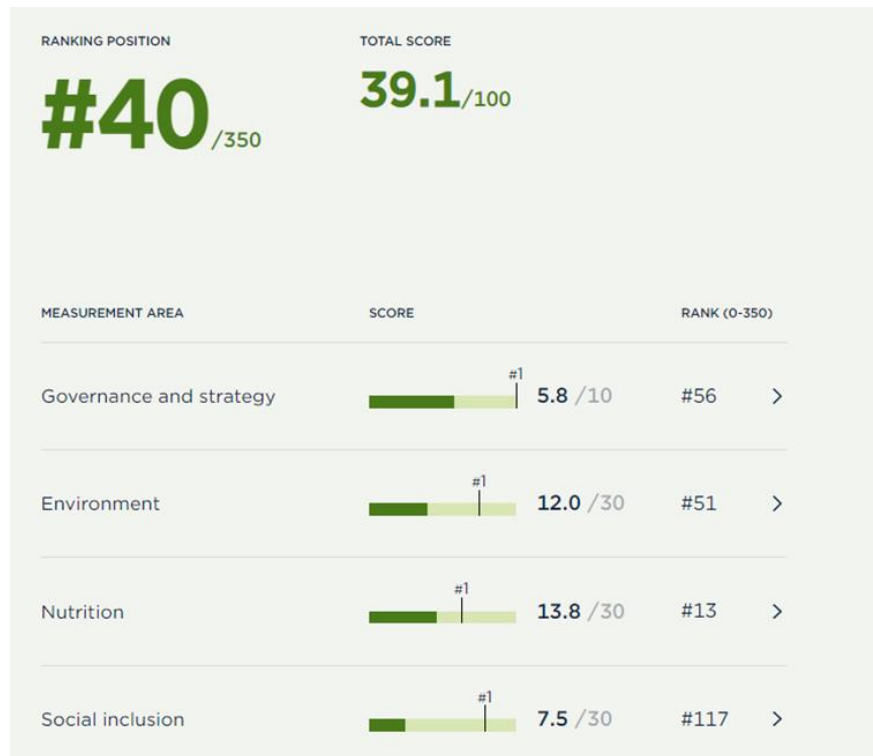 RANKING POSITION TOTAL SCORE
#40/350 39.1/100
MEASUREMENT AREA SCORE RANK (0-350)
#1
Governance and strategy 5.8 /10 #56 >
#1
Environment 12.0 /30 #51 >
#1
Nutrition 13.8 /30 #13 >
#1
Social inclusion 7.5 /30 #117 >